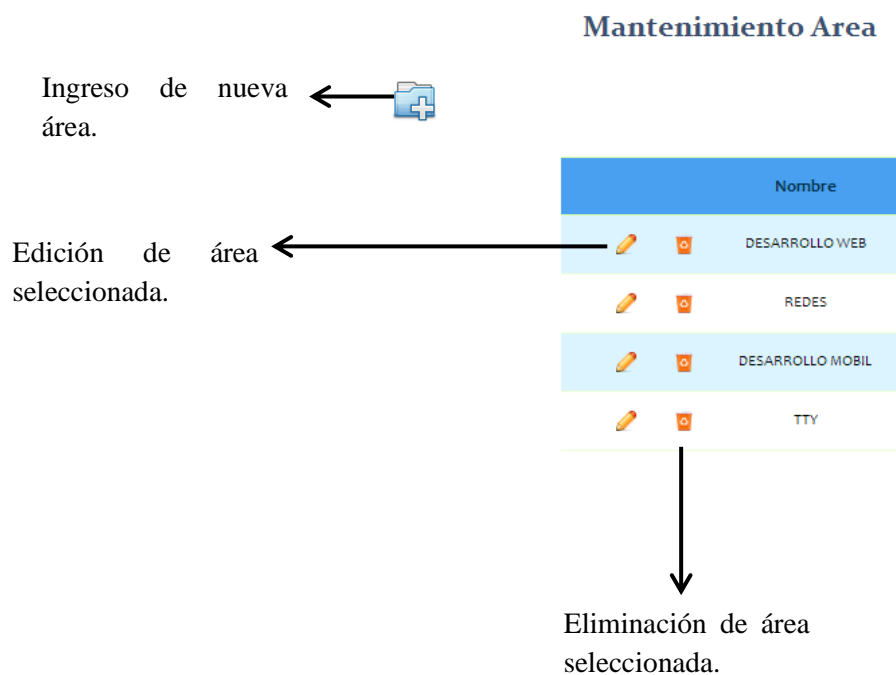 Mantenimiento Area
Ingreso de nueva
área.
Nombre
Edición de área
seleccionada.
DESARROLLO WEB
REDES
DESARROLLO MOBIL
TTY
Eliminación de área
seleccionada.